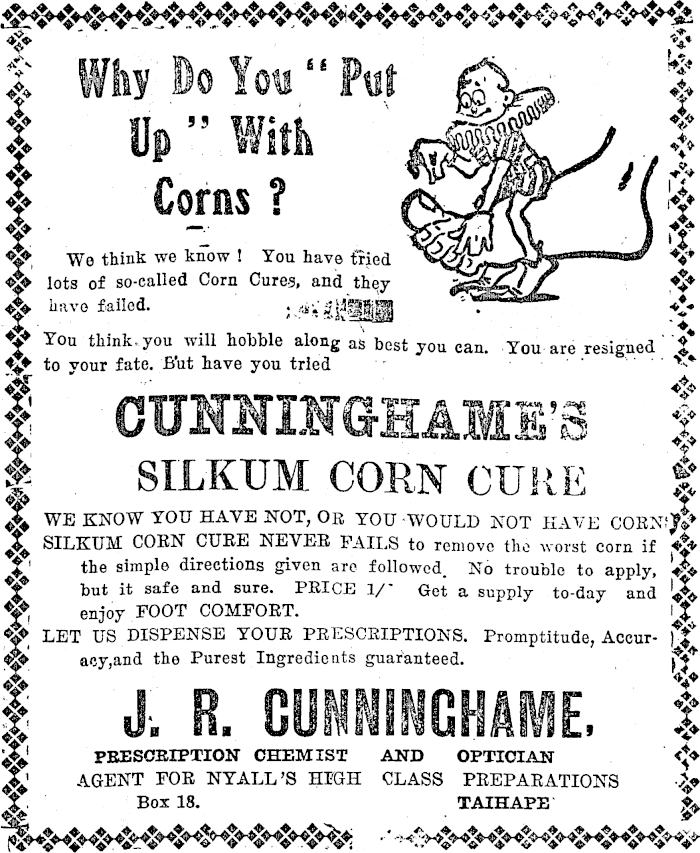 Why Do You "Put
Up" With
Corns ?
We think we know ! You have tried
lots of so-called Corn Cures, and they
have failed.
You think you will hobble along as best you can. You are resigned
to your fate. But have you tried
CUNNINGHAME'S
SILKUM CORN CURE
WE KNOW YOU HAVE NOT, OR YOU WOULD NOT HAVE CORNS
SILKUM CORN CURE NEVER FAILS to remove the worst corn if
the simple directions given are followed. No trouble to apply,
but it safe and sure. PRICE 1/- Get a supply to-day and
enjoy FOOT COMFORT.
LET US DISPENSE YOUR PRESCRIPTIONS. Promptitude, Accur-
acy,and the Purest Ingredients guaranteed.
J. R. CUNNINGHAME,
PRESCRIPTION CHEMIST AND OPTICIAN
AGENT FOR NYALL'S HIGH CLASS PREPARATIONS
Box 18. TAIHAPE